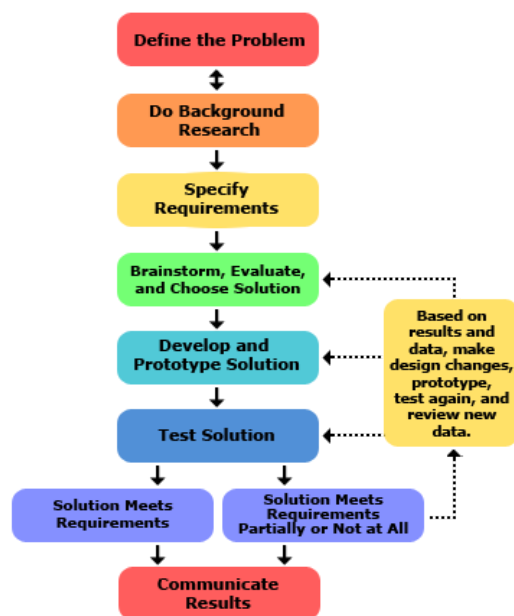 Define the Problem
Do Background
Research
Specify
Requirements
Brainstorm, Evaluate,
and Choose Solution
Develop and
Prototype Solution
Test Solution
Based on
results and
data, make
design changes,
prototype,
test again, and
review new
data.
Solution Meets
Requirements
Solution Meets
Requirements
Partially or Not at All
Communicate
Results